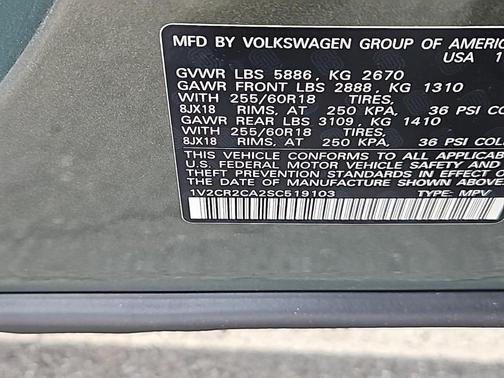 MFD BY VOLKSWAGEN GROUP OF AMERIC
USA 1
GVWR LBS 5886, KG 2670
GAWR FRONT LBS 2888, KG 1310
WITH 255/60R18 TIRES,
8JX18 RIMS, AT 250 KPA, 36 PSI COL
GAWR REAR LBS 3109, KG 1410
WITH 255/60R18 TIRES,
8JX18 RIMS, AT 250 KPA, 36 PSI COL
THIS VEHICLE CONFORMS TO ALL APPLICAB
U.S. FEDERAL MOTOR VEHICLE SAFETY AND
THEFT PREVENTION STANDARDS IN EFFECT O
DATE OF MANUFACTURE SHOWN ABOVE.
1V2CR2CA2SC519103 TYPE: MPV